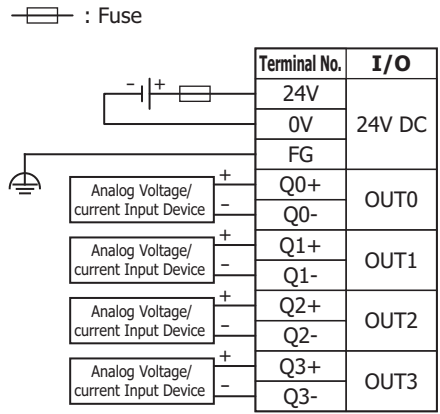 : Fuse
Terminal No. I/O
- + 24V
0V 24V DC
FG
Analog Voltage/
current Input Device
+ Q0+
- Q0-
OUT0
Analog Voltage/
current Input Device
+ Q1+
- Q1-
OUT1
Analog Voltage/
current Input Device
+ Q2+
- Q2-
OUT2
Analog Voltage/
current Input Device
+ Q3+
- Q3-
OUT3